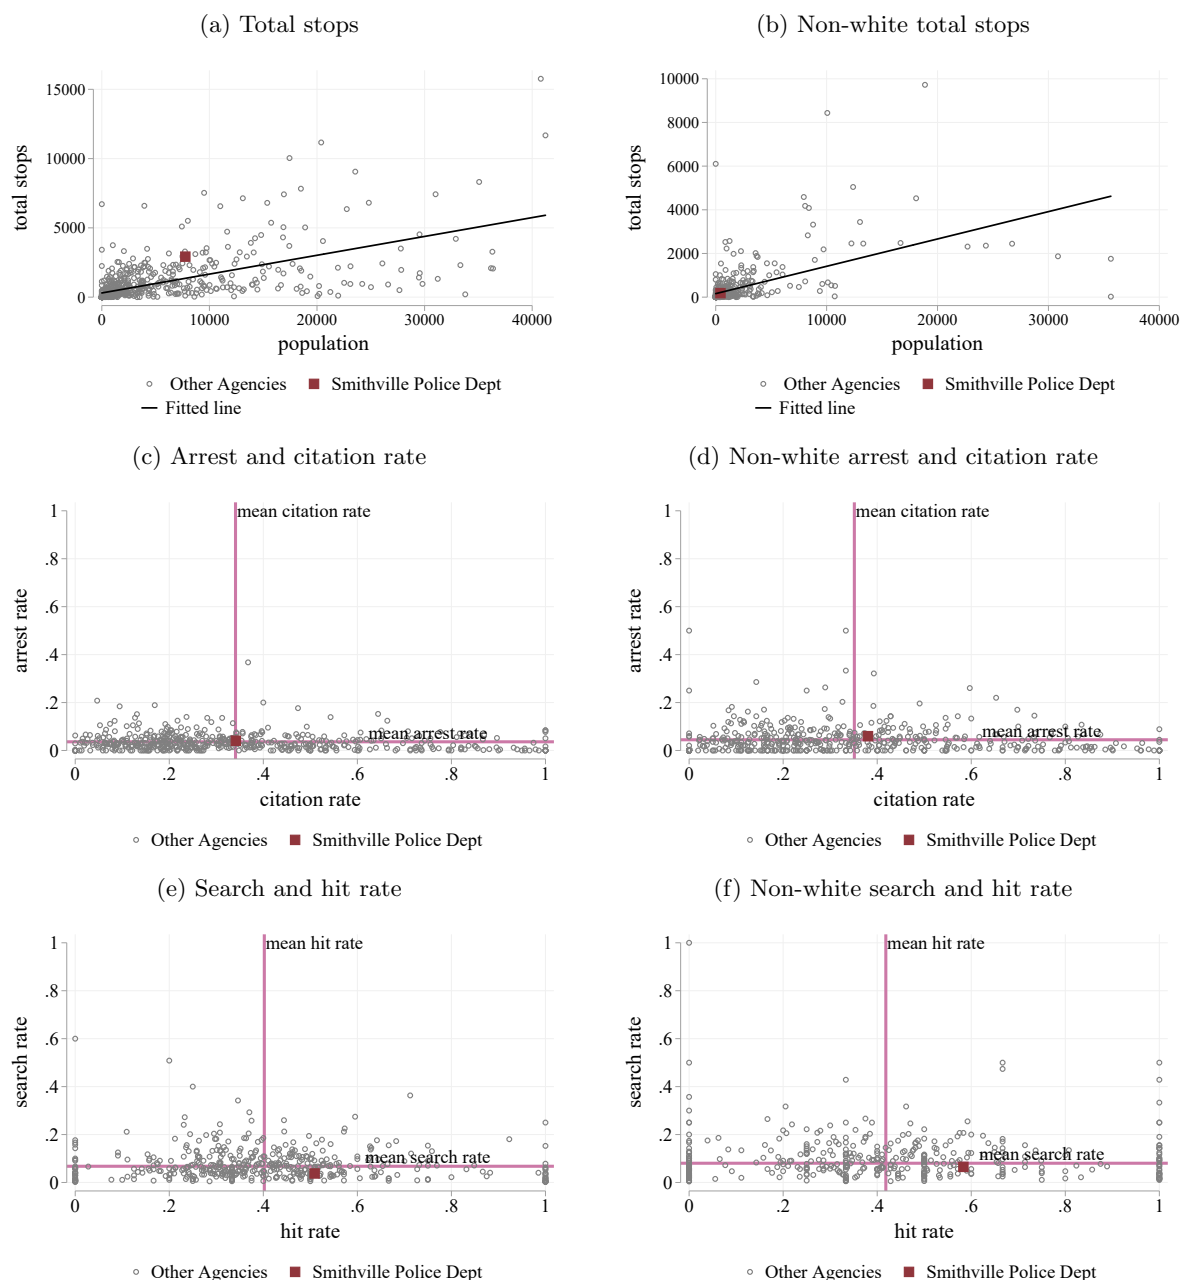 (a) Total stops
15000
10000
5000
0
total stops
0 10000 20000 30000 40000
population
Other Agencies Smithville Police Dept
Fitted line
(b) Non-white total stops
10000
8000
6000
4000
2000
0
total stops
0 10000 20000 30000 40000
population
Other Agencies Smithville Police Dept
Fitted line
(c) Arrest and citation rate
mean citation rate
1
.8
.6
.4
.2
0
arrest rate
mean arrest rate
0 .2 .4 .6 .8 1
citation rate
Other Agencies Smithville Police Dept
(d) Non-white arrest and citation rate
mean citation rate
1
.8
.6
.4
.2
0
arrest rate
mean arrest rate
0 .2 .4 .6 .8 1
citation rate
Other Agencies Smithville Police Dept
(e) Search and hit rate
mean hit rate
1
.8
.6
.4
.2
0
search rate
mean search rate
0 .2 .4 .6 .8 1
hit rate
Other Agencies Smithville Police Dept
(f) Non-white search and hit rate
mean hit rate
1
.8
.6
.4
.2
0
search rate
mean search rate
0 .2 .4 .6 .8 1
hit rate
Other Agencies Smithville Police Dept